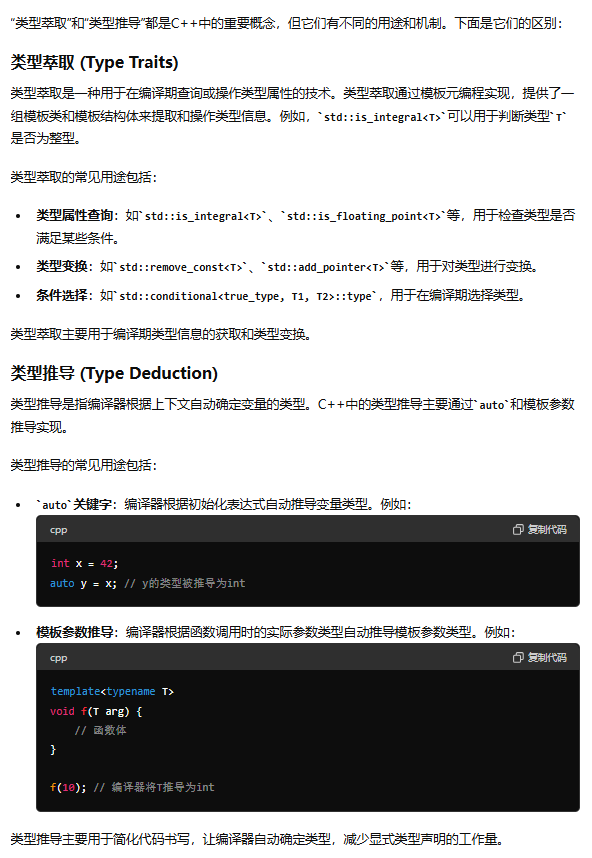 “类型萃取”和“类型推导”都是C++中的重要概念，但它们有不同的用途和机制。下面是它们的区别：
类型萃取 (Type Traits)
类型萃取是一种用于在编译期查询或操作类型属性的技术。类型萃取通过模板元编程实现，提供了一
组模板类和模板结构体来提取和操作类型信息。例如，`std::is_integral<T>`可以用于判断类型`T`
是否为整型。
类型萃取的常见用途包括：
• 类型属性查询：如`std::is_integral<T>`、`std::is_floating_point<T>`等，用于检查类型是否
满足某些条件。
• 类型变换：如`std::remove_const<T>`、`std::add_pointer<T>`等，用于对类型进行变换。
• 条件选择：如`std::conditional<true_type, T1, T2>::type`，用于在编译期选择类型。
类型萃取主要用于编译期类型信息的获取和类型变换。
类型推导 (Type Deduction)
类型推导是指编译器根据上下文自动确定变量的类型。C++中的类型推导主要通过`auto`和模板参数
推导实现。
类型推导的常见用途包括：
• `auto`关键字：编译器根据初始化表达式自动推导变量类型。例如：
cpp 复制代码
int x = 42;
auto y = x; // y的类型被推导为int
• 模板参数推导：编译器根据函数调用时的实际参数类型自动推导模板参数类型。例如：
cpp 复制代码
template<typename T>
void f(T arg) {
    // 函数体
}
f(10); // 编译器将T推导为int
类型推导主要用于简化代码书写，让编译器自动确定类型，减少显式类型声明的工作量。